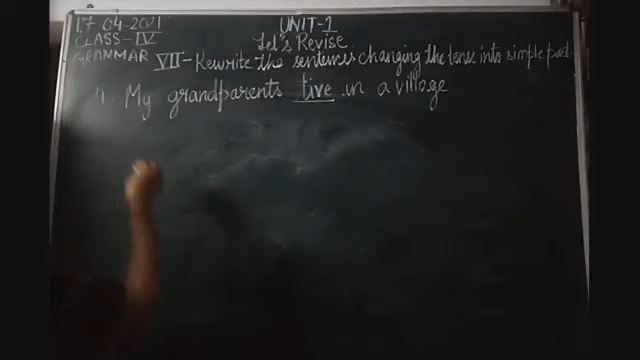 17-04-2021
UNIT-1
CLASS-IV
Let's Revise
GRANMAR VII-Rewrite the sentences changing the tense into simple past.
1. My grandparents live in a village